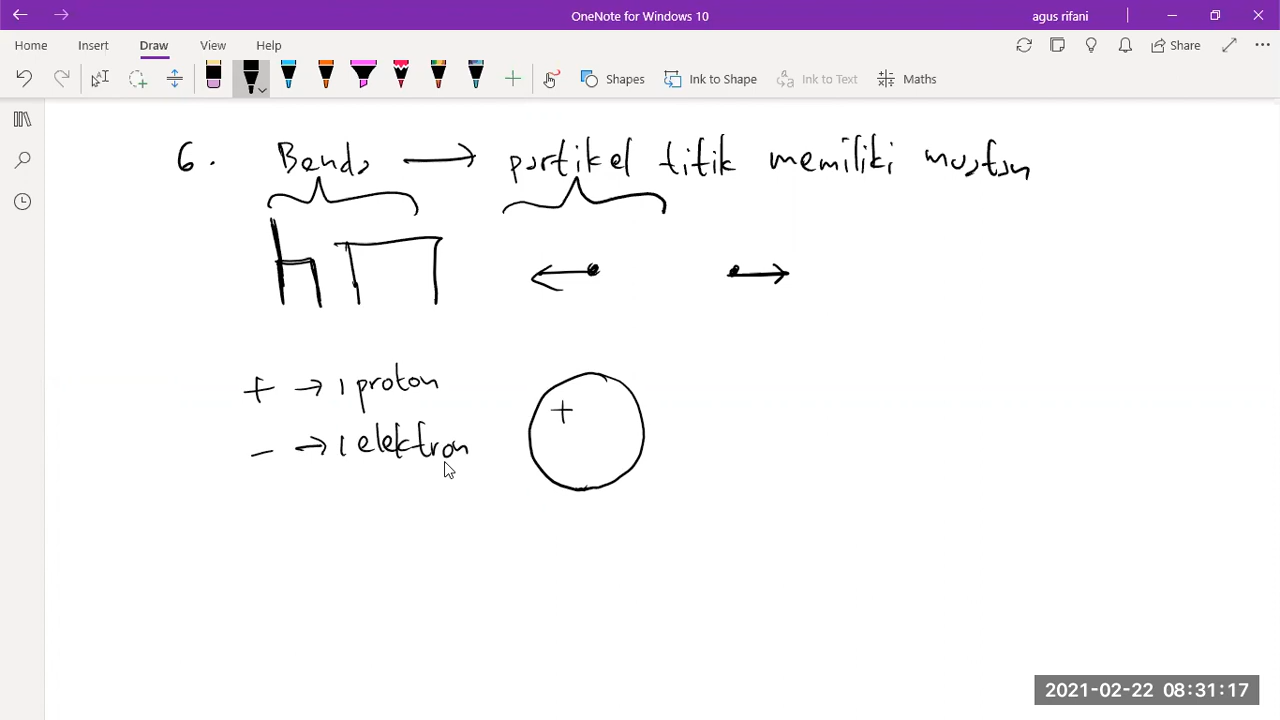 OneNote for Windows 10
agus rifani
Home Insert Draw View Help
Share
Shapes Ink to Shape Ink to Text Maths
6. Benda → partikel titik memiliki muatan
+ → 1 proton
+
- → 1 elektron
2021-02-22 08:31:17